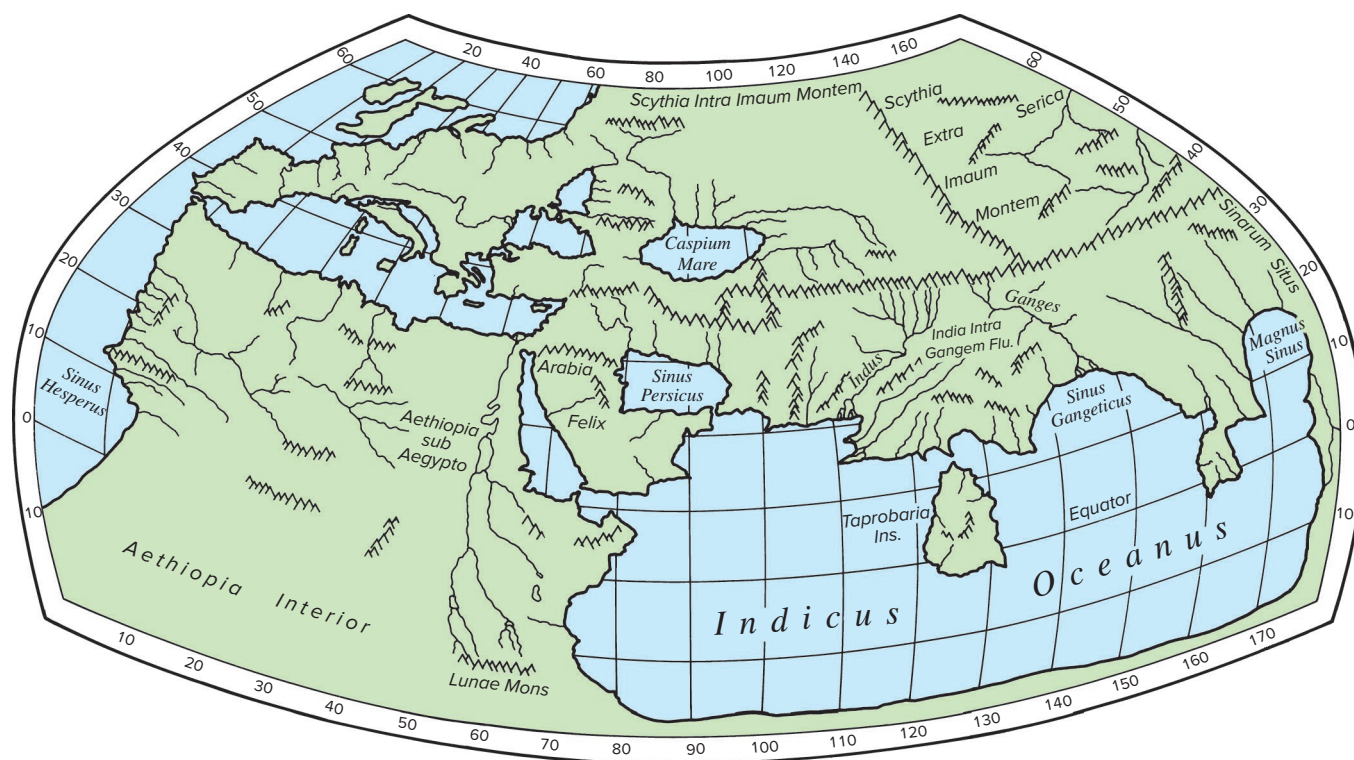 20 40 60 80 100 120 140 160
60 50 40 30 20 10 0 10
60 50 40 30 20 10 0 10
Scythia Intra Imaum Montem
Scythia
Extra
Imaum
Montem
Serica
Sinarum Situs
Caspium
Mare
Ganges
India Intra
Gangem Flu.
Indus
Magnus
Sinus
Sinus
Hesperus
Arabia
Felix
Sinus
Persicus
Sinus
Gangeticus
Aethiopia
sub
Aegypto
Taprobaria
Ins.
Equator
Indicus Oceanus
Aethiopia Interior
Lunae Mons
10 20 30 40 50 60 70 80 90 100 110 120 130 140 150 160 170